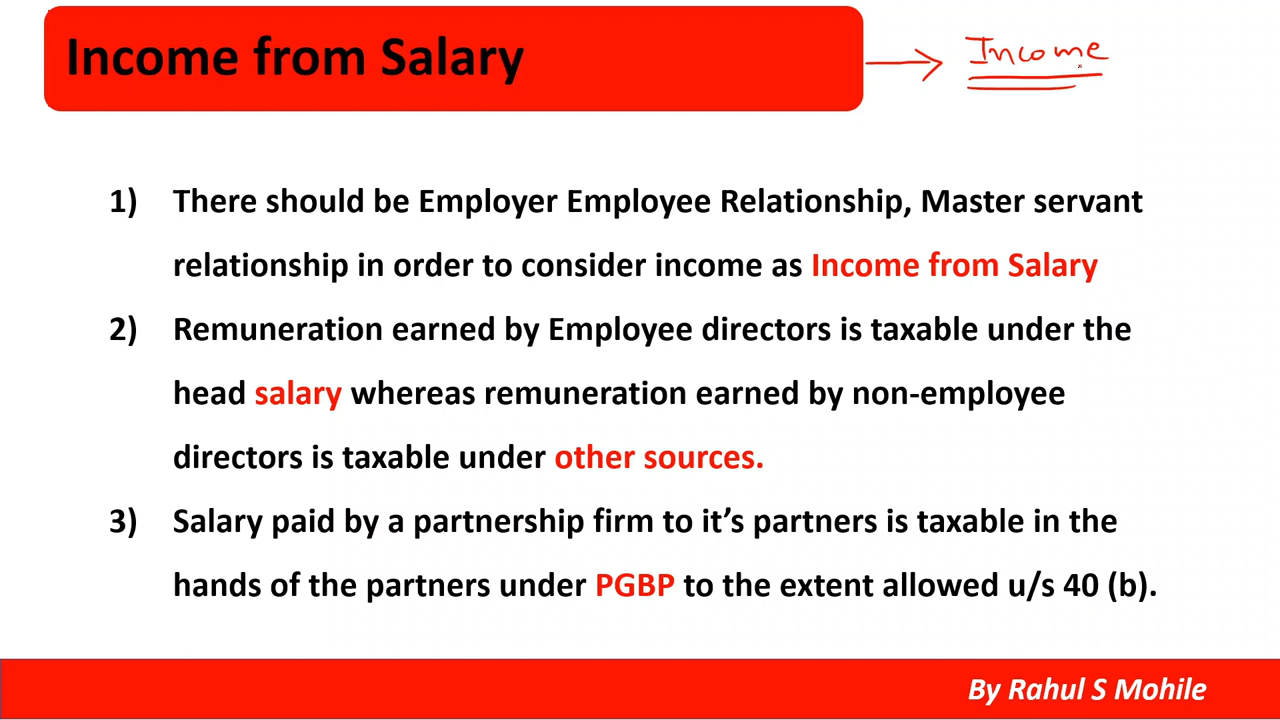 Income from Salary
Income
1) There should be Employer Employee Relationship, Master servant
relationship in order to consider income as Income from Salary
2) Remuneration earned by Employee directors is taxable under the
head salary whereas remuneration earned by non-employee
directors is taxable under other sources.
3) Salary paid by a partnership firm to it’s partners is taxable in the
hands of the partners under PGBP to the extent allowed u/s 40 (b).
By Rahul S Mohile